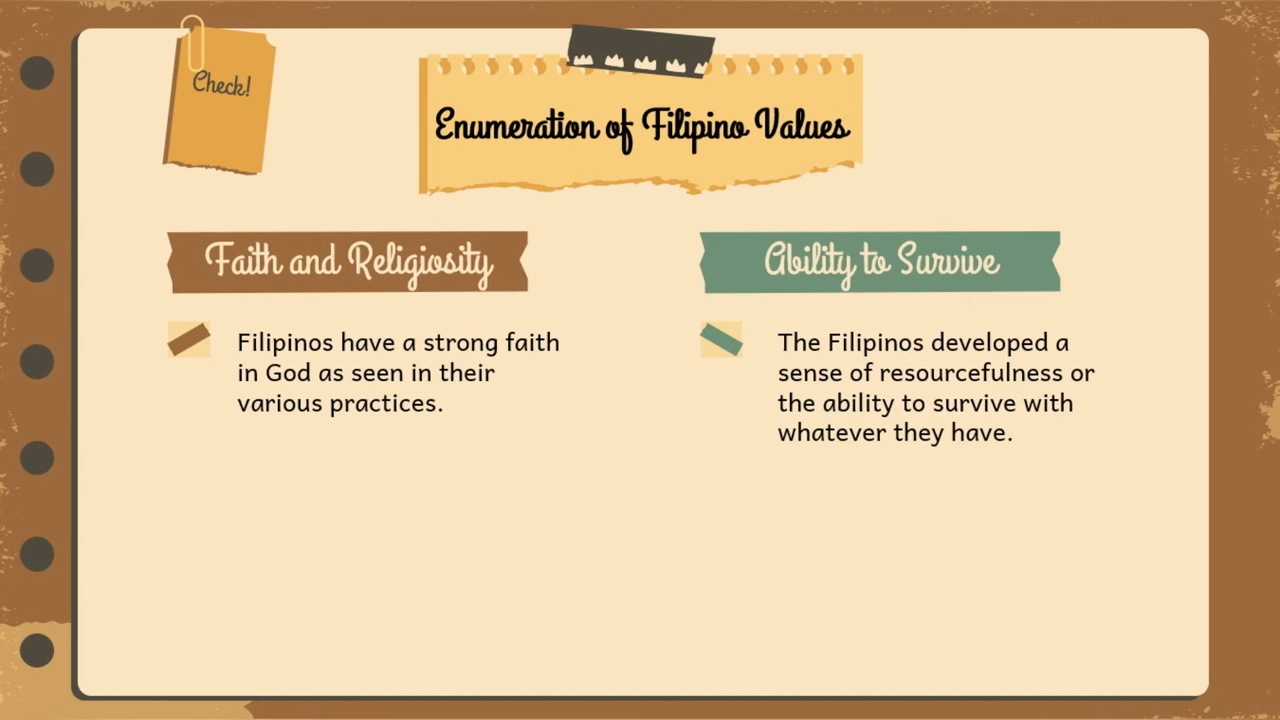 Check!
Enumeration of Filipino Values
Faith and Religiosity
Filipinos have a strong faith
in God as seen in their
various practices.
Ability to Survive
The Filipinos developed a
sense of resourcefulness or
the ability to survive with
whatever they have.